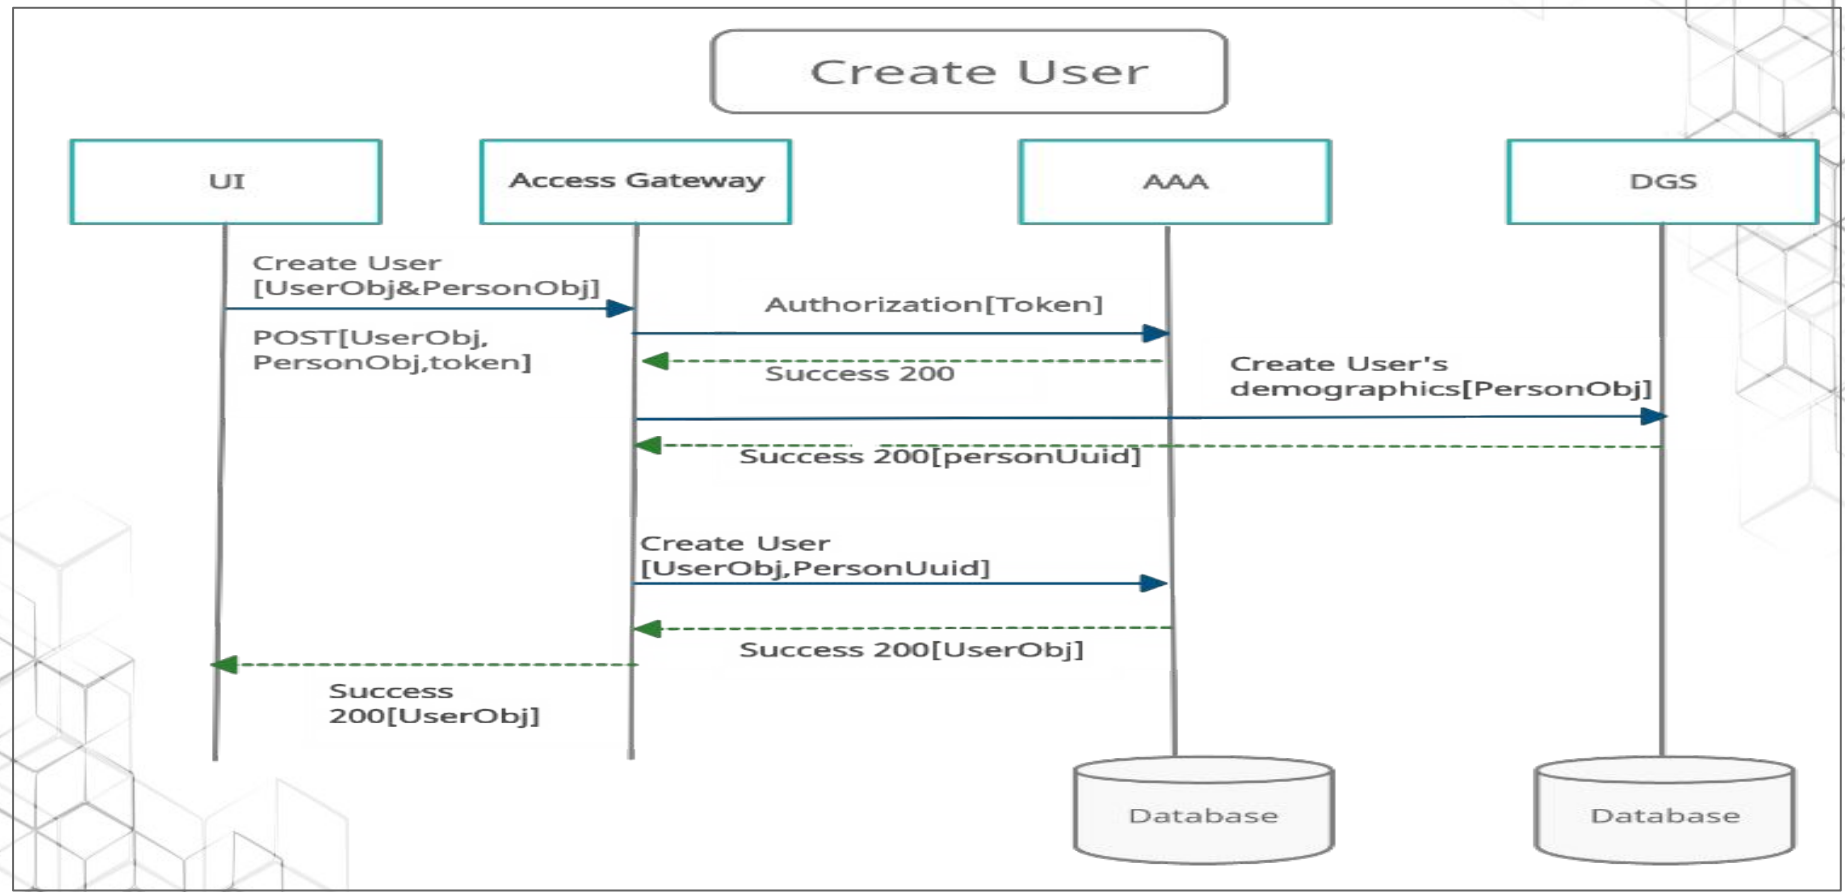 Create User
UI
Access Gateway
AAA
DGS
Create User
[UserObj&PersonObj]
POST[UserObj,
PersonObj,token]
Authorization[Token]
Success 200
Create User's
demographics[PersonObj]
Success 200[personUuid]
Create User
[UserObj,PersonUuid]
Success 200[UserObj]
Success
200[UserObj]
Database
Database